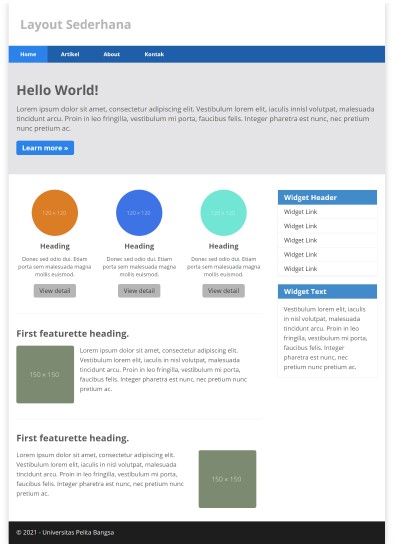 Layout Sederhana
Home Artikel About Kontak
Hello World!
Lorem ipsum dolor sit amet, consectetur adipiscing elit. Vestibulum lorem elit, iaculis innisl volutpat, malesuada
tincidunt arcu. Proin in leo fringilla, vestibulum mi porta, faucibus felis. Integer pharetra est nunc, nec pretium
nunc pretium ac.
Learn more »
120 × 120
Heading
Donec sed odio dui. Etiam
porta sem malesuada magna
mollis euismod.
View detail
120 × 120
Heading
Donec sed odio dui. Etiam
porta sem malesuada magna
mollis euismod.
View detail
120 × 120
Heading
Donec sed odio dui. Etiam
porta sem malesuada magna
mollis euismod.
View detail
First featurette heading.
150 × 150
Lorem ipsum dolor sit amet, consectetur adipiscing elit.
Vestibulum lorem elit, iaculis in nisl volutpat, malesuada
tincidunt arcu. Proin in leo fringilla, vestibulum mi porta,
faucibus felis. Integer pharetra est nunc, nec pretium nunc
pretium ac.
First featurette heading.
Lorem ipsum dolor sit amet, consectetur adipiscing elit.
Vestibulum lorem elit, iaculis in nisl volutpat, malesuada
tincidunt arcu. Proin in leo fringilla, vestibulum mi porta,
faucibus felis. Integer pharetra est nunc, nec pretium nunc
pretium ac.
150 × 150
Widget Header
Widget Link
Widget Link
Widget Link
Widget Link
Widget Link
Widget Text
Vestibulum lorem elit, iaculis
in nisl volutpat, malesuada
tincidunt arcu. Proin in leo
fringilla, vestibulum mi porta,
faucibus felis. Integer
pharetra est nunc, nec
pretium nunc pretium ac.
© 2021 - Universitas Pelita Bangsa